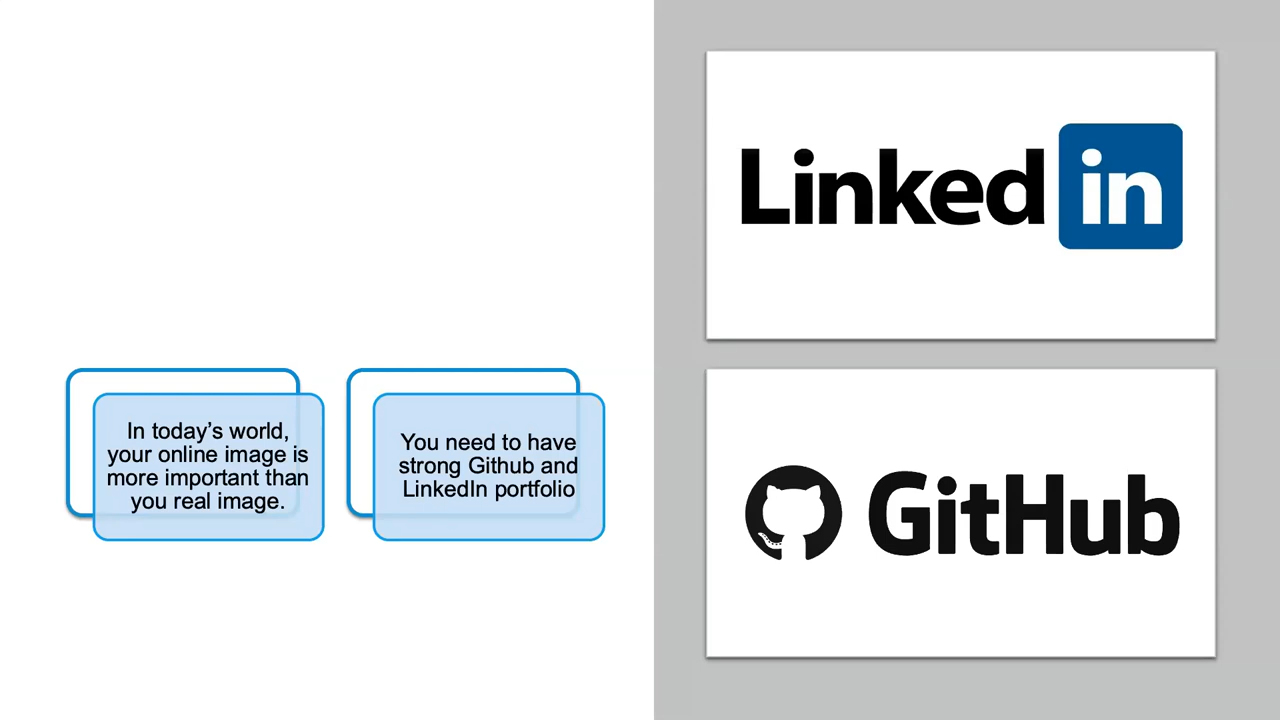 In today’s world,
your online image is
more important than
you real image.
You need to have
strong Github and
LinkedIn portfolio
Linked in
GitHub